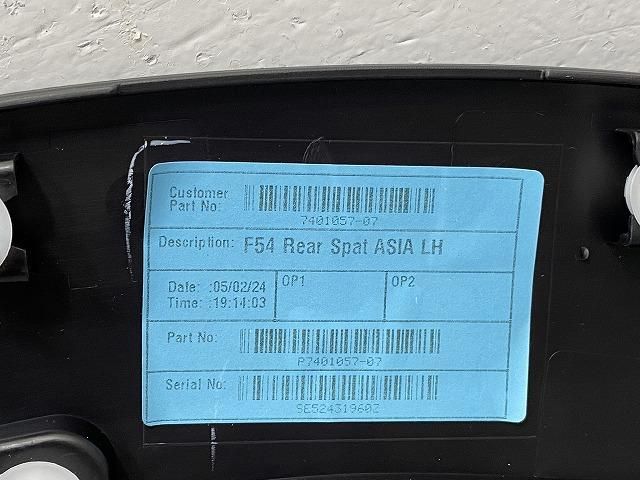 Customer
Part No:
7401057-07
Description: F54 Rear Spat ASIA LH
Date: :05/02/24
Time: :19:14:03
OP1
OP2
Part No:
P7401057-07
Serial No:
SE52431960Z